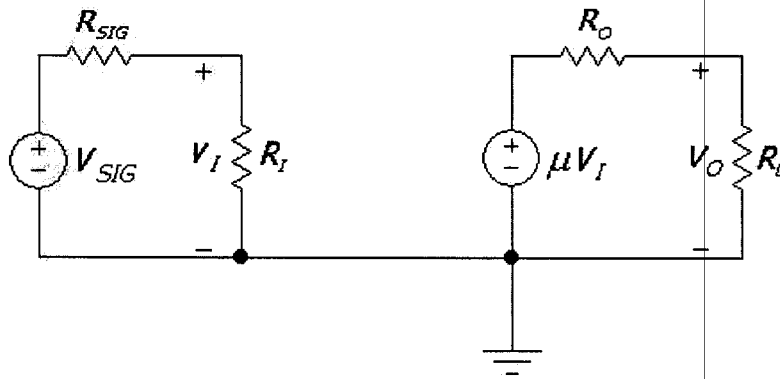 R_SIG
R_O
+
+
+
-
V_SIG
v_I
R_I
+
-
μV_I
V_O
R_L
-
-